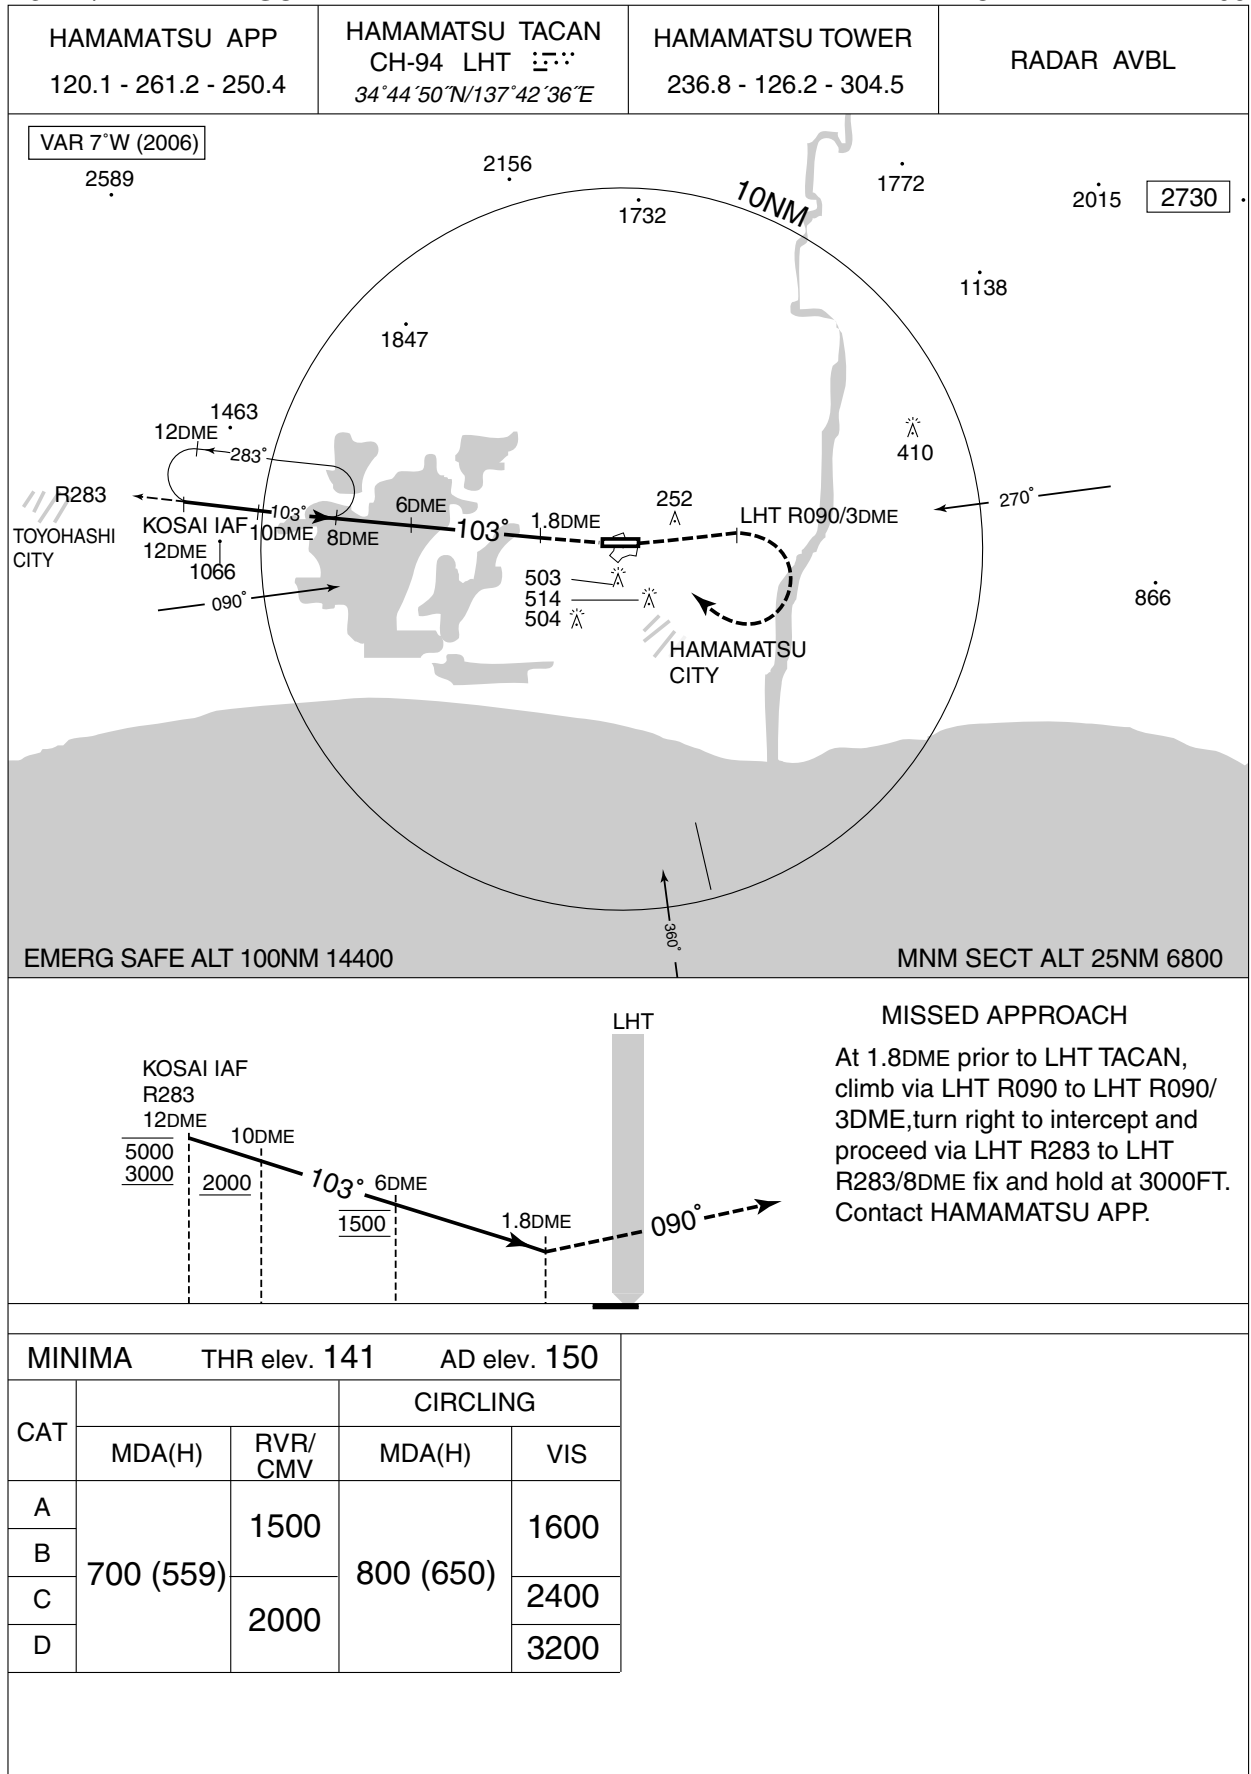 HAMAMATSU APP
120.1 - 261.2 - 250.4
HAMAMATSU TACAN
CH-94 LHT
34°44´50˝N/137°42´36˝E
HAMAMATSU TOWER
236.8 - 126.2 - 304.5
RADAR AVBL
VAR 7°W (2006)
2589
2156
1732
10NM
1772
2015
2730
1138
1847
1463
12DME
283°
R283
TOYOHASHI
CITY
KOSAI IAF
12DME
1066
103°
10DME
8DME
6DME
103°
1.8DME
252
LHT R090/3DME
410
270°
090°
503
514
504
866
HAMAMATSU
CITY
360°
EMERG SAFE ALT 100NM 14400
MNM SECT ALT 25NM 6800
KOSAI IAF
R283
12DME
5000
3000
10DME
2000
103°
6DME
1500
1.8DME
LHT
090°
MISSED APPROACH
At 1.8DME prior to LHT TACAN,
climb via LHT R090 to LHT R090/
3DME,turn right to intercept and
proceed via LHT R283 to LHT
R283/8DME fix and hold at 3000FT.
Contact HAMAMATSU APP.
MINIMA THR elev. 141 AD elev. 150
CAT
CIRCLING
MDA(H)
RVR/
CMV
MDA(H)
VIS
A
B
C
D
700 (559)
1500
2000
800 (650)
1600
2400
3200